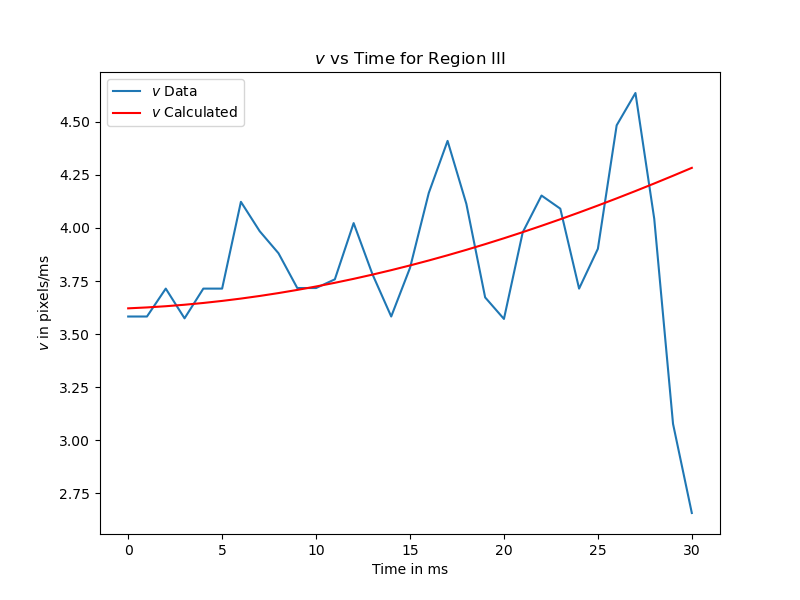 v vs Time for Region III
v Data
v Calculated
4.50
4.25
4.00
3.75
3.50
3.25
3.00
2.75
v in pixels/ms
0 5 10 15 20 25 30
Time in ms